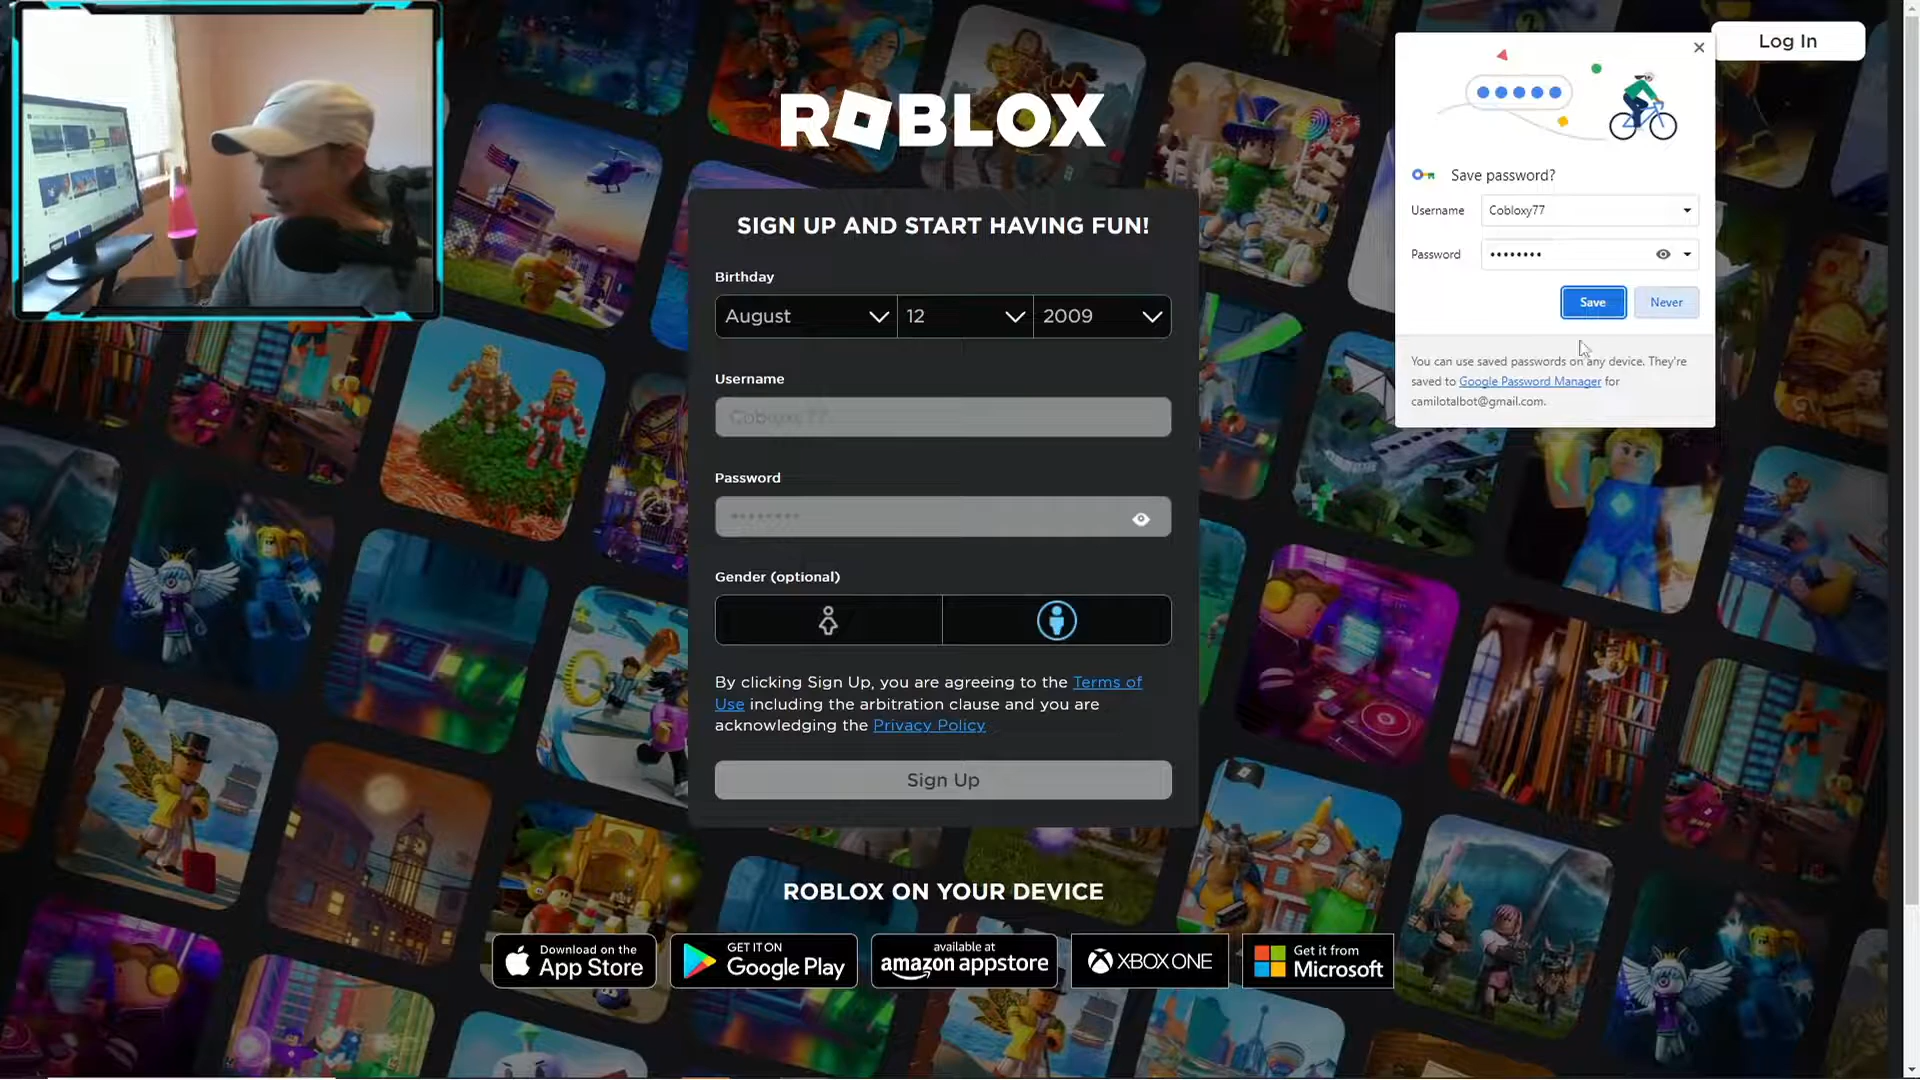 Log In
ROBLOX
Save password?
Username
Cobloxy77
Password
••••••••
Save
Never
You can use saved passwords on any device. They're
saved to Google Password Manager for
camilotalbot@gmail.com.
SIGN UP AND START HAVING FUN!
Birthday
August
12
2009
Username
Password
Gender (optional)
By clicking Sign Up, you are agreeing to the Terms of
Use including the arbitration clause and you are
acknowledging the Privacy Policy
Sign Up
ROBLOX ON YOUR DEVICE
Download on the
App Store
GET IT ON
Google Play
available at
amazon appstore
XBOX ONE
Get it from
Microsoft